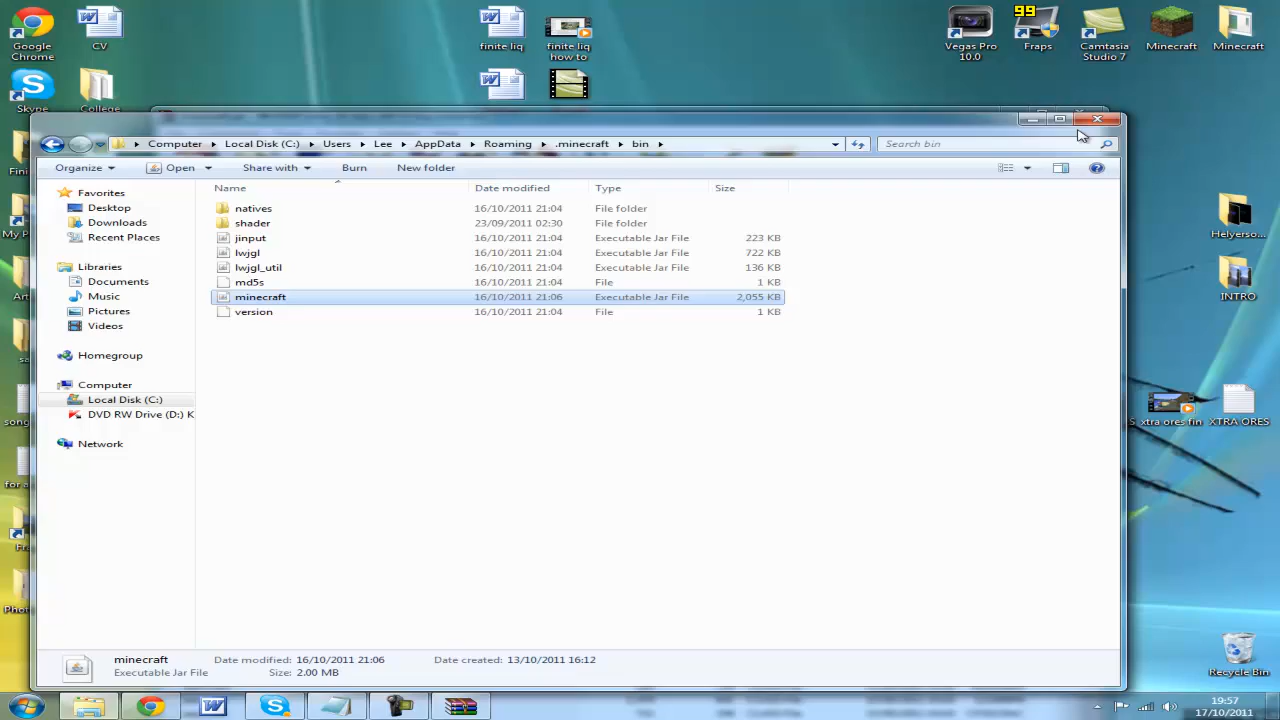 Google
Chrome
CV
finite liq
finite liq
how to
99
Vegas Pro
10.0
Fraps
Camtasia
Studio 7
Minecraft
Minecraft
Skype
College
Computer
Local Disk (C:)
Users
Lee
AppData
Roaming
.minecraft
bin
Search bin
Organize
Open
Share with
Burn
New folder
Name
Date modified
Type
Size
Favorites
Desktop
Downloads
Recent Places
Libraries
Documents
Music
Pictures
Videos
Homegroup
Computer
Local Disk (C:)
DVD RW Drive (D:) K
Network
natives 16/10/2011 21:04 File folder
shader 23/09/2011 02:30 File folder
jinput 16/10/2011 21:04 Executable Jar File 223 KB
lwjgl 16/10/2011 21:04 Executable Jar File 722 KB
lwjgl_util 16/10/2011 21:04 Executable Jar File 136 KB
md5s 16/10/2011 21:04 File 1 KB
minecraft 16/10/2011 21:06 Executable Jar File 2,055 KB
version 16/10/2011 21:04 File 1 KB
Helyerso...
INTRO
xtra ores fin
XTRA ORES
Recycle Bin
minecraft
Date modified: 16/10/2011 21:06
Date created: 13/10/2011 16:12
Executable Jar File
Size: 2.00 MB
19:57
17/10/2011